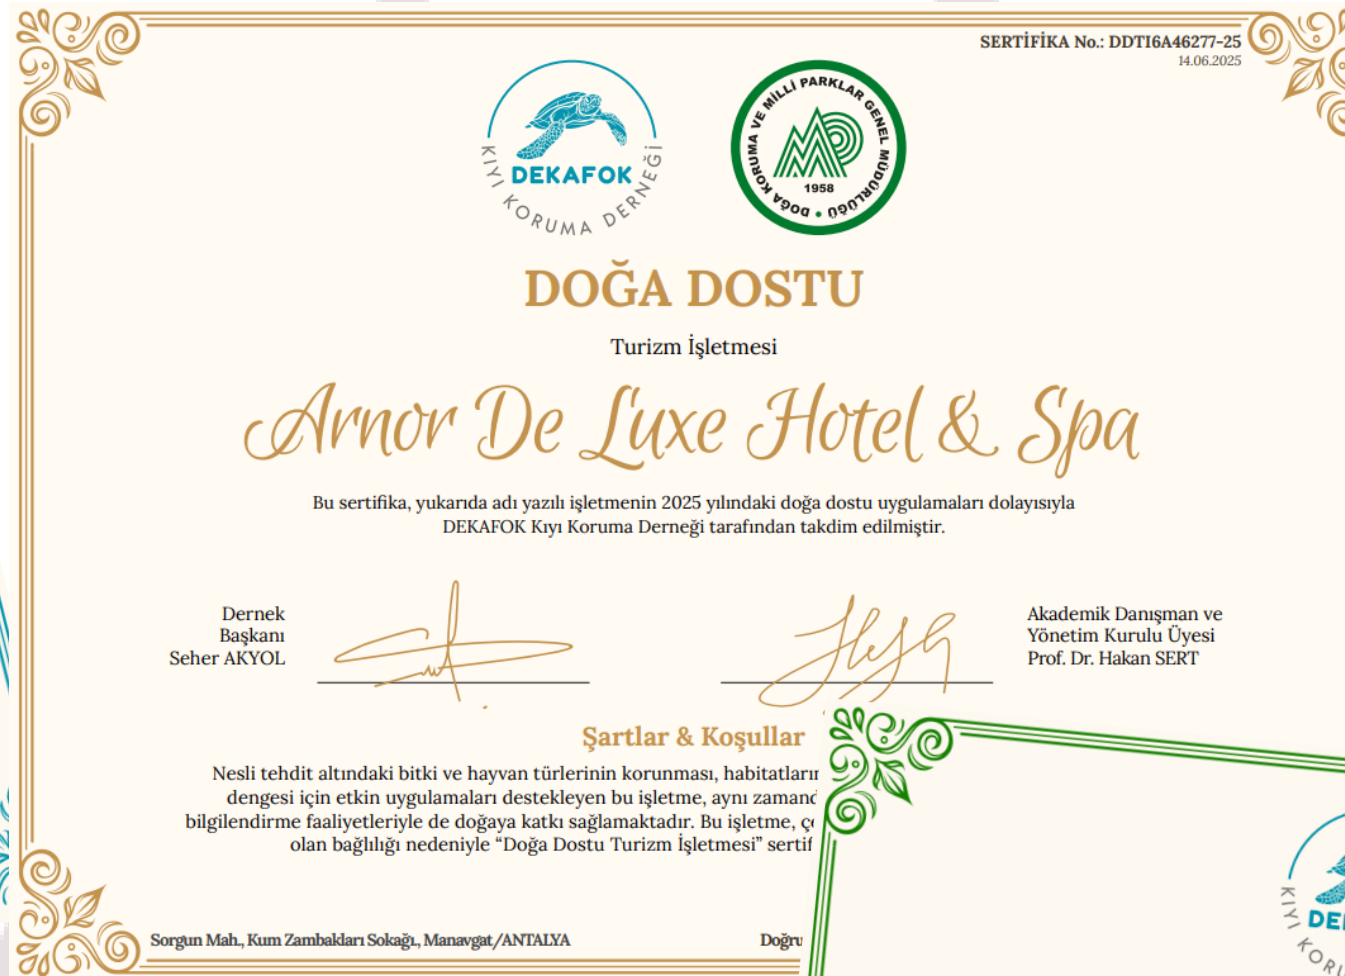 SERTİFİKA No.: DDTI6A46277-25
14.06.2025
DEKAFOK
KIYI KORUMA DERNEĞİ
DOĞA KORUMA VE MİLLİ PARKLAR GENEL MÜDÜRLÜĞÜ
1958
DOĞA DOSTU
Turizm İşletmesi
Arnor De Luxe Hotel & Spa
Bu sertifika, yukarıda adı yazılı işletmenin 2025 yılındaki doğa dostu uygulamaları dolayısıyla
DEKAFOK Kıyı Koruma Derneği tarafından takdim edilmiştir.
Dernek
Başkanı
Seher AKYOL
Akademik Danışman ve
Yönetim Kurulu Üyesi
Prof. Dr. Hakan SERT
Şartlar & Koşullar
Nesli tehdit altındaki bitki ve hayvan türlerinin korunması, habitatların
dengesi için etkin uygulamaları destekleyen bu işletme, aynı zamand
bilgilendirme faaliyetleriyle de doğaya katkı sağlamaktadır. Bu işletme, çe
olan bağlılığı nedeniyle “Doğa Dostu Turizm İşletmesi” sertif
Sorgun Mah., Kum Zambakları Sokağı., Manavgat/ANTALYA
Doğru
KIYI KORU
DE